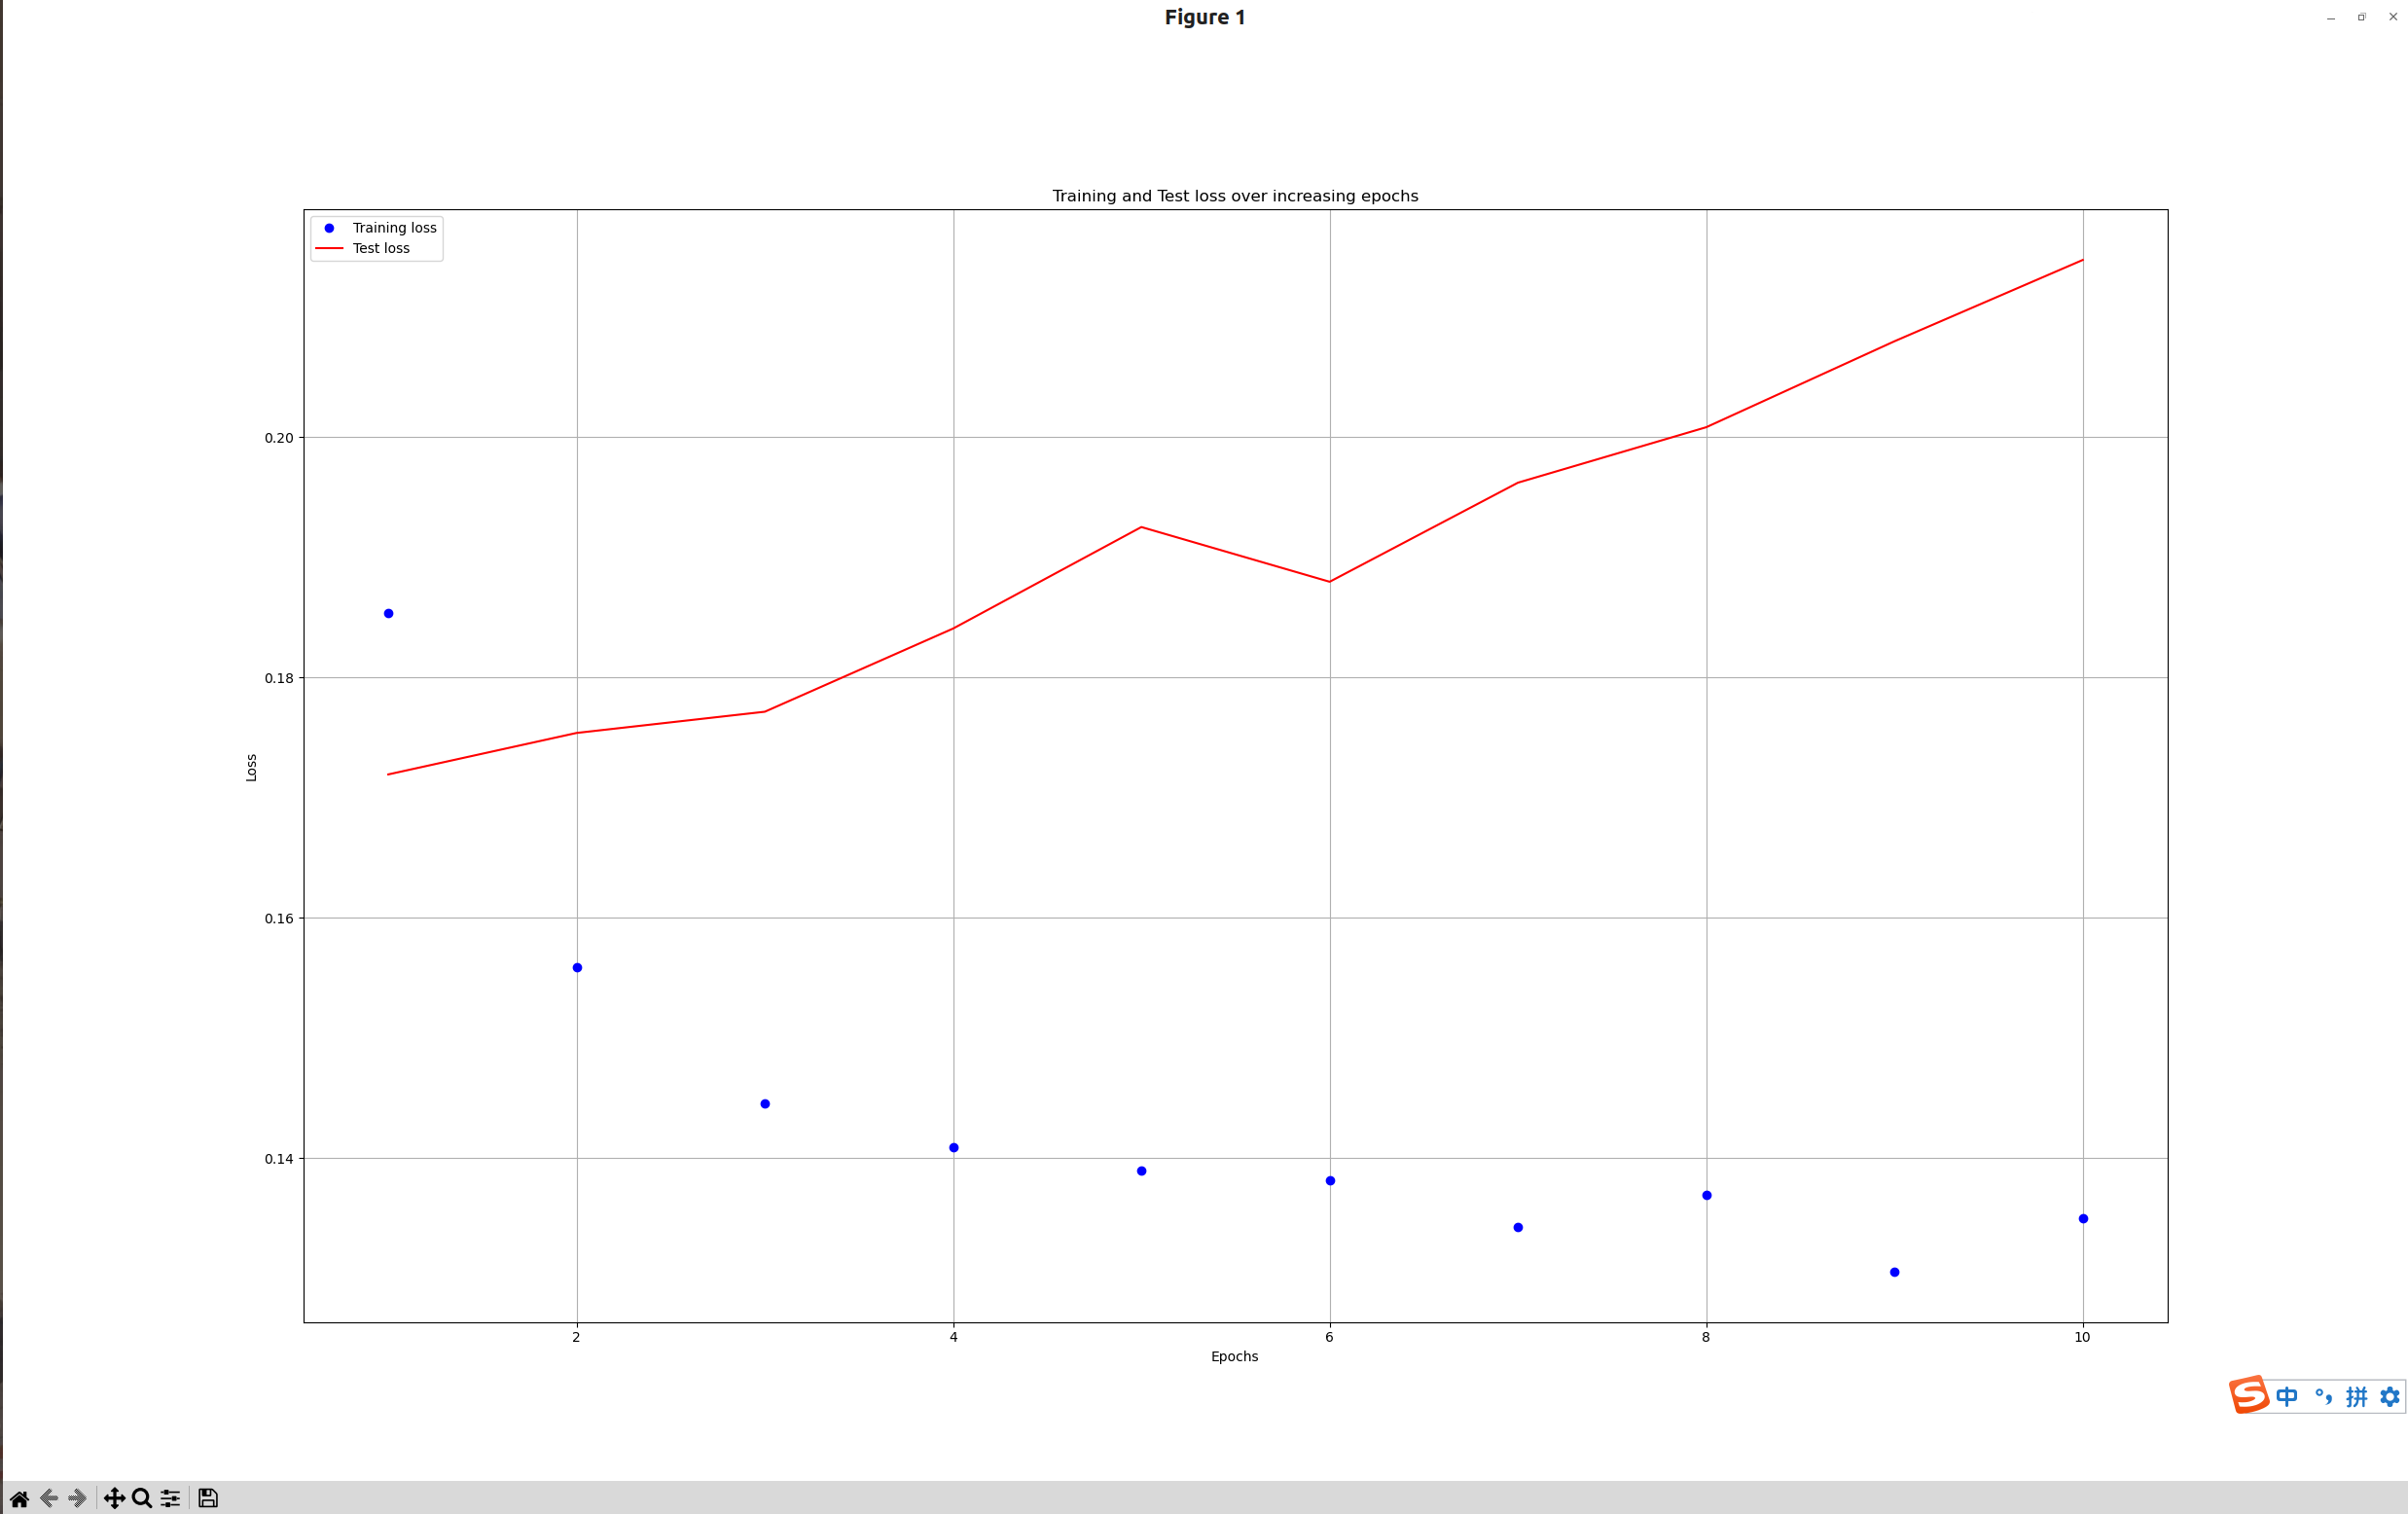 Figure 1
Training and Test loss over increasing epochs
Training loss
Test loss
0.20
0.18
0.16
0.14
Loss
2 4 6 8 10
Epochs
S 中 °, 拼